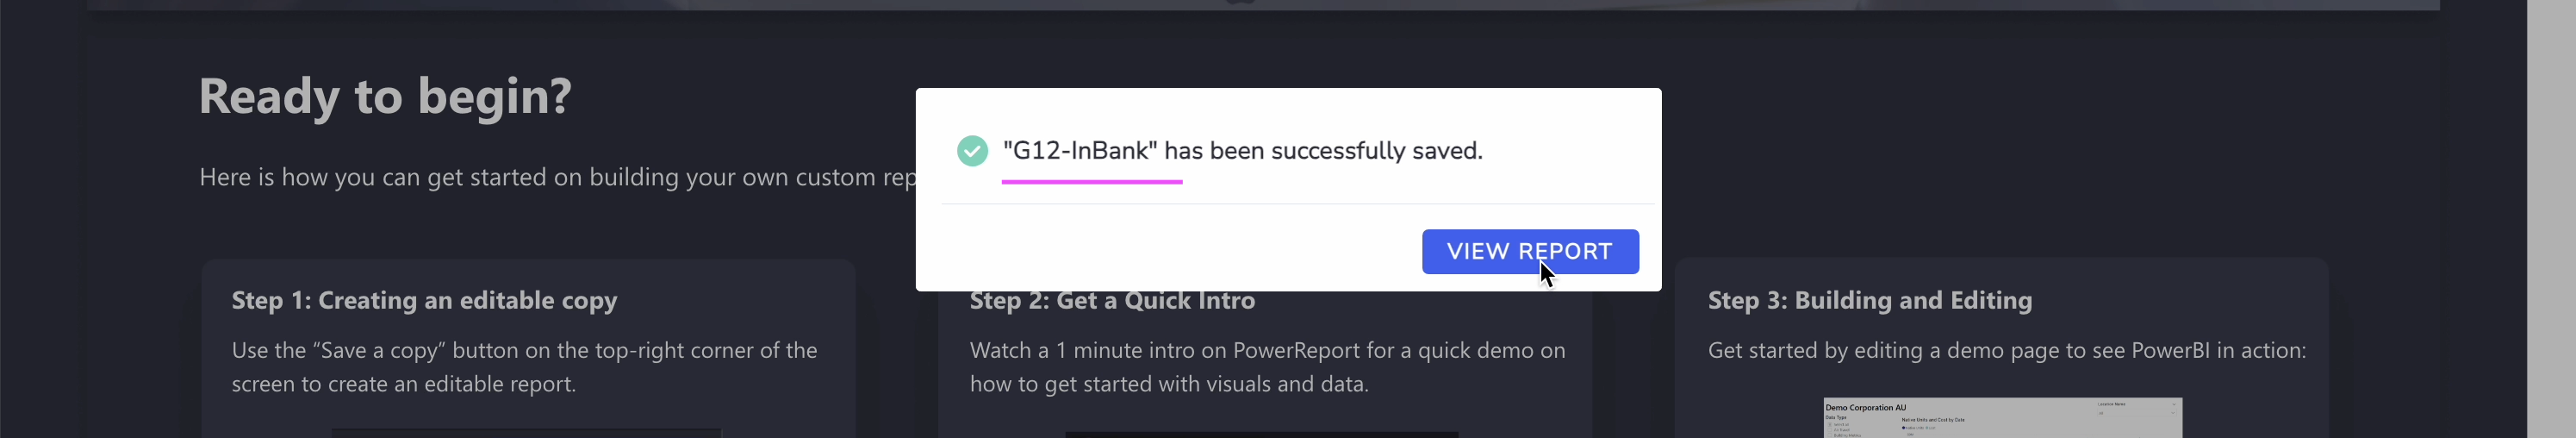 Ready to begin?
Here is how you can get started on building your own custom rep
"G12-InBank" has been successfully saved.
VIEW REPORT
Step 1: Creating an editable copy
Use the “Save a copy” button on the top-right corner of the
screen to create an editable report.
Step 2: Get a Quick Intro
Watch a 1 minute intro on PowerReport for a quick demo on
how to get started with visuals and data.
Step 3: Building and Editing
Get started by editing a demo page to see PowerBI in action:
Demo Corporation AU
Location Name
Data Type